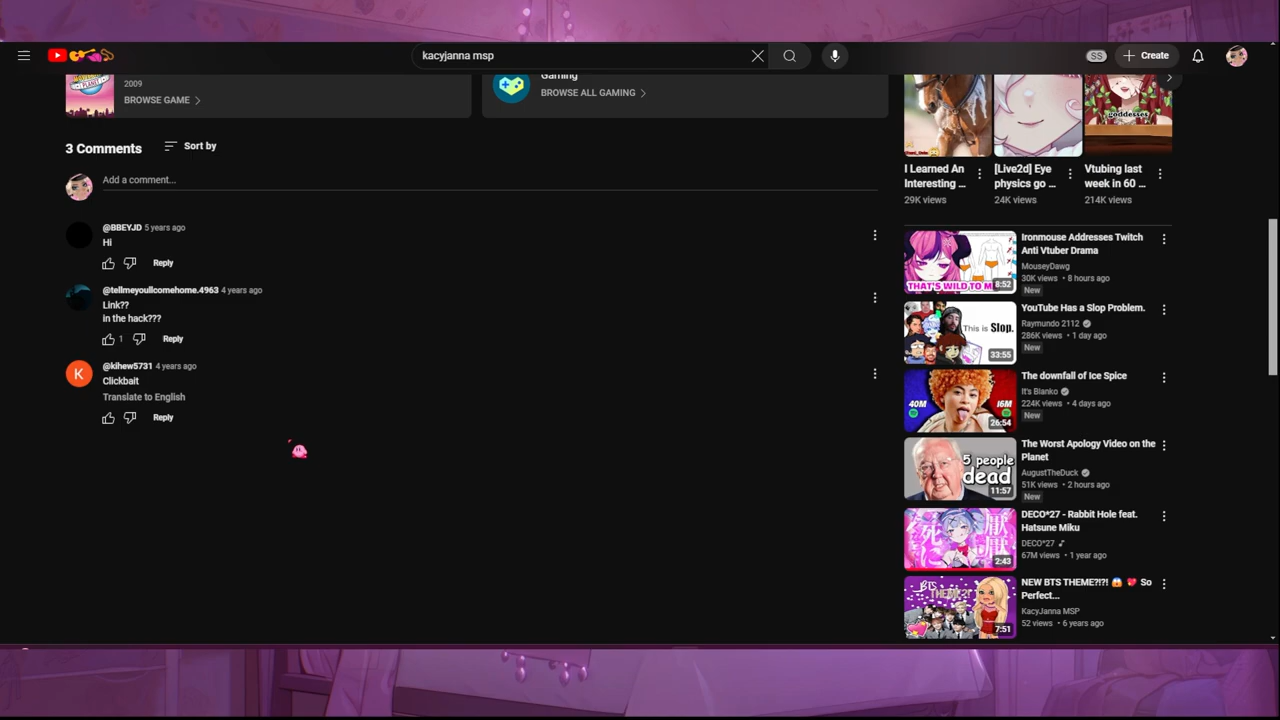 kacyjanna msp
SS
Create
2009
BROWSE GAME
Gaming
BROWSE ALL GAMING
3 Comments
Sort by
Add a comment...
@BBEYJD 5 years ago
Hi
Reply
@tellmeyoullcomehome.4963 4 years ago
Link??
in the hack???
1
Reply
K
@kihew5731 4 years ago
Clickbait
Translate to English
Reply
goddesses
I Learned An
Interesting ...
29K views
[Live2d] Eye
physics go ...
24K views
Vtubing last
week in 60 ...
214K views
THAT'S WILD TO M
8:52
Ironmouse Addresses Twitch
Anti Vtuber Drama
MouseyDawg
30K views • 8 hours ago
New
This is Slop.
33:55
YouTube Has a Slop Problem.
Raymundo 2112
286K views • 1 day ago
New
40M
16M
26:54
The downfall of Ice Spice
It's Blanko
224K views • 4 days ago
New
5 people
dead
11:57
The Worst Apology Video on the
Planet
AugustTheDuck
51K views • 2 hours ago
New
2:43
DECO*27 - Rabbit Hole feat.
Hatsune Miku
DECO*27
67M views • 1 year ago
BTS
THEME?!
7:51
NEW BTS THEME?!?! 😱 💖 So
Perfect...
KacyJanna MSP
52 views • 6 years ago